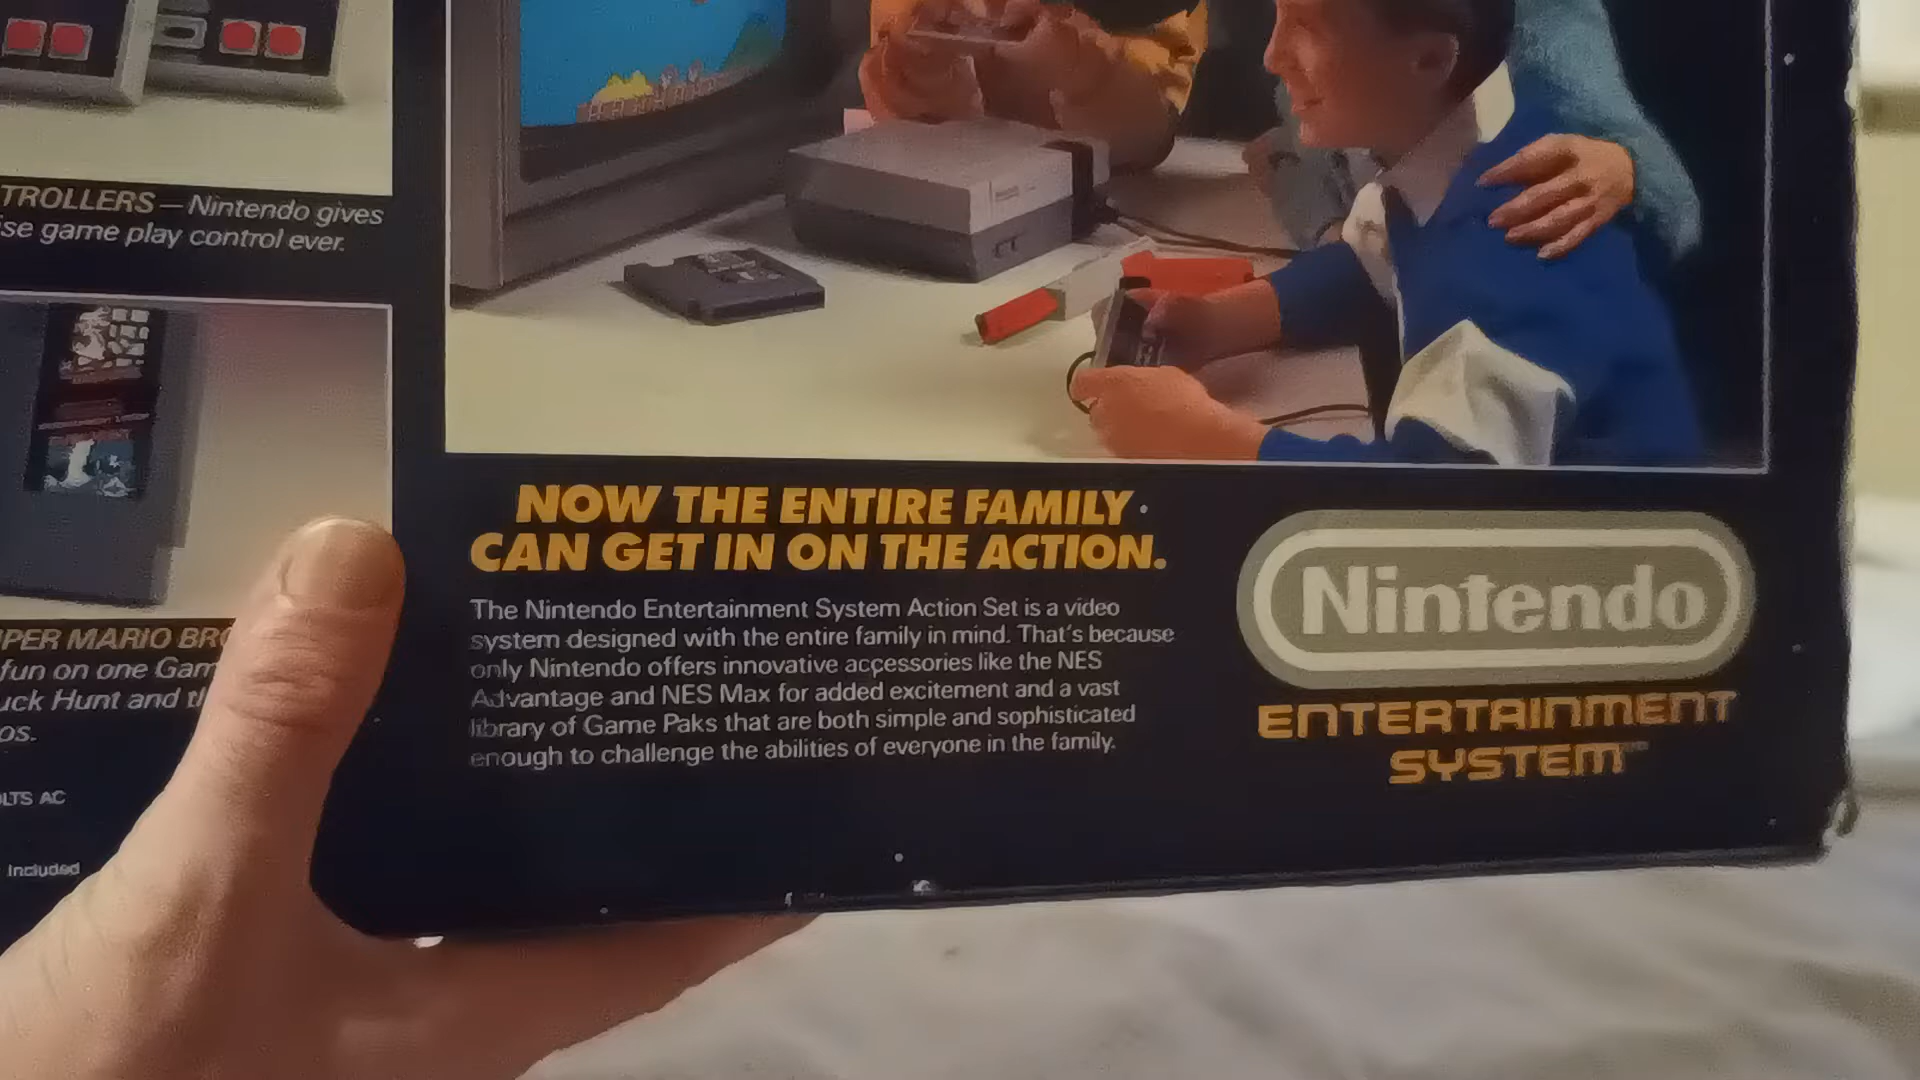 TROLLERS — Nintendo gives
ise game play control ever.
PER MARIO BRO
fun on one Gam
uck Hunt and th
os.
LTS AC
Included
NOW THE ENTIRE FAMILY
CAN GET IN ON THE ACTION.
The Nintendo Entertainment System Action Set is a video
system designed with the entire family in mind. That's because
only Nintendo offers innovative accessories like the NES
Advantage and NES Max for added excitement and a vast
library of Game Paks that are both simple and sophisticated
enough to challenge the abilities of everyone in the family.
Nintendo
ENTERTAINMENT
SYSTEM™